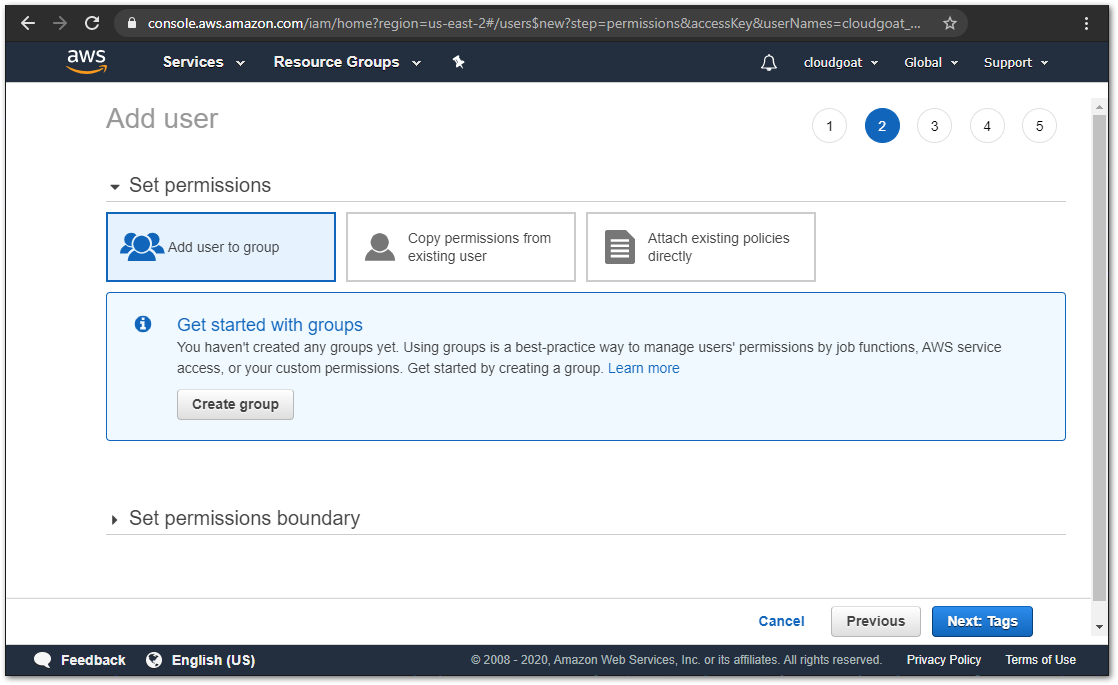 console.aws.amazon.com/iam/home?region=us-east-2#/users$new?step=permissions&accessKey&userNames=cloudgoat_...
aws Services Resource Groups cloudgoat Global Support
Add user
1 2 3 4 5
Set permissions
Add user to group
Copy permissions from
existing user
Attach existing policies
directly
Get started with groups
You haven't created any groups yet. Using groups is a best-practice way to manage users' permissions by job functions, AWS service
access, or your custom permissions. Get started by creating a group. Learn more
Create group
Set permissions boundary
Cancel Previous Next: Tags
Feedback English (US) © 2008 - 2020, Amazon Web Services, Inc. or its affiliates. All rights reserved. Privacy Policy Terms of Use